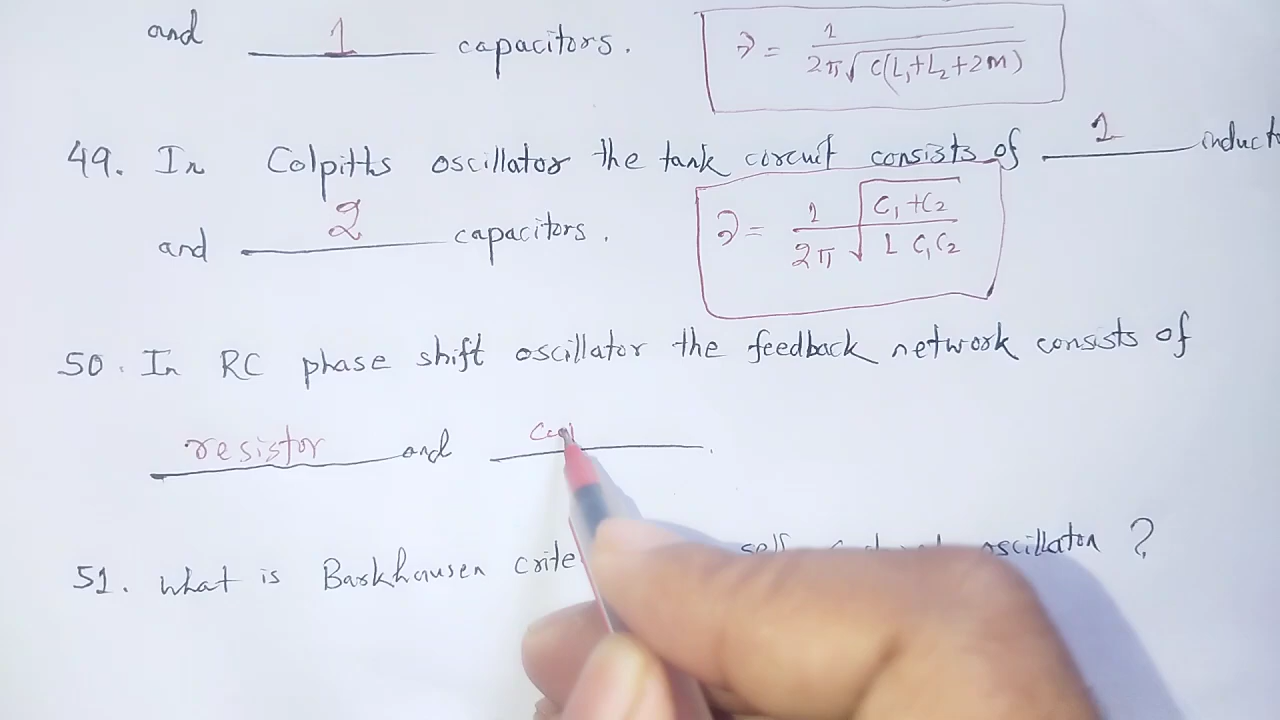 and 1 capacitors. ν = 1 / 2π√C(L₁+L₂+2M)
49. In Colpitts oscillator the tank circuit consists of 1 induct
and 2 capacitors. ν = 1/2π √(C₁+C₂ / L C₁C₂)
50. In RC phase shift oscillator the feedback network consists of
resistor and
51. What is Barkhausen crite oscillator ?